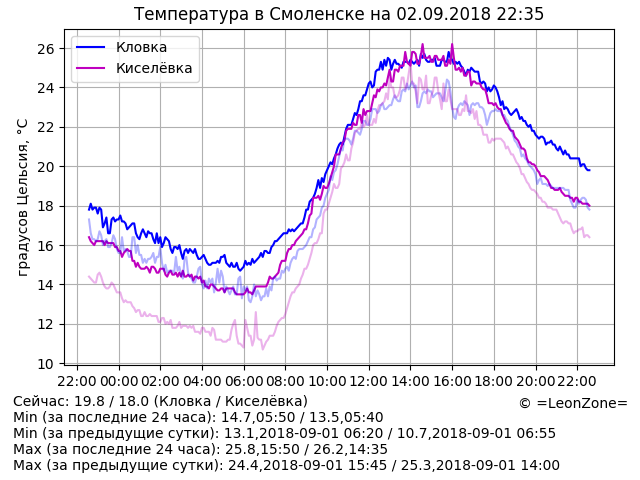 Температура в Смоленске на 02.09.2018 22:35
градусов Цельсия, °C
26
24
22
20
18
16
14
12
10
Кловка
Киселёвка
22:00 00:00 02:00 04:00 06:00 08:00 10:00 12:00 14:00 16:00 18:00 20:00 22:00
Сейчас: 19.8 / 18.0 (Кловка / Киселёвка)
© =LeonZone=
Min (за последние 24 часа): 14.7,05:50 / 13.5,05:40
Min (за предыдущие сутки): 13.1,2018-09-01 06:20 / 10.7,2018-09-01 06:55
Max (за последние 24 часа): 25.8,15:50 / 26.2,14:35
Max (за предыдущие сутки): 24.4,2018-09-01 15:45 / 25.3,2018-09-01 14:00